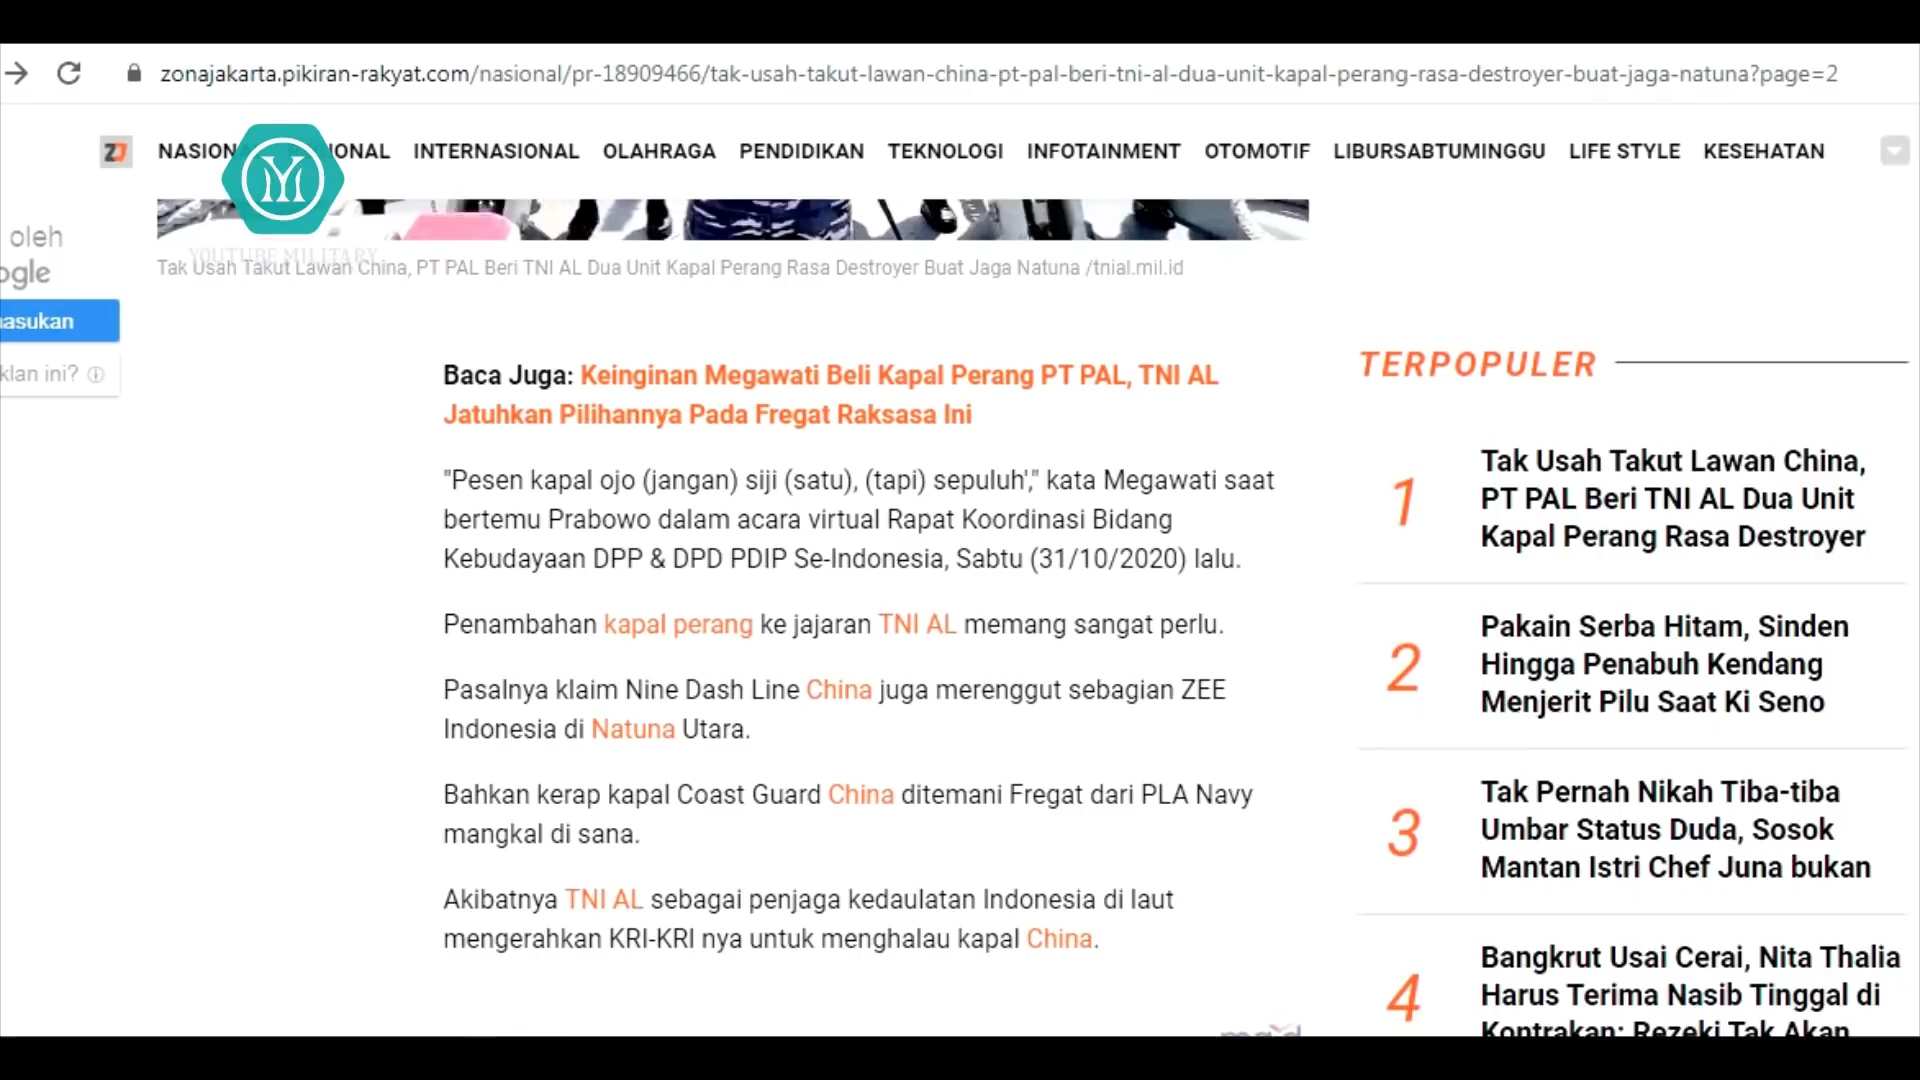 zonajakarta.pikiran-rakyat.com/nasional/pr-18909466/tak-usah-takut-lawan-china-pt-pal-beri-tni-al-dua-unit-kapal-perang-rasa-destroyer-buat-jaga-natuna?page=2
INTERNASIONAL OLAHRAGA PENDIDIKAN TEKNOLOGI INFOTAINMENT OTOMOTIF LIBURSABTUMINGGU LIFE STYLE KESEHATAN
YOUTUBE MILITARY
Tak Usah Takut Lawan China, PT PAL Beri TNI AL Dua Unit Kapal Perang Rasa Destroyer Buat Jaga Natuna /tnial.mil.id
oleh
Baca Juga: Keinginan Megawati Beli Kapal Perang PT PAL, TNI AL
Jatuhkan Pilihannya Pada Fregat Raksasa Ini
"Pesen kapal ojo (jangan) siji (satu), (tapi) sepuluh'," kata Megawati saat
bertemu Prabowo dalam acara virtual Rapat Koordinasi Bidang
Kebudayaan DPP & DPD PDIP Se-Indonesia, Sabtu (31/10/2020) lalu.
Penambahan kapal perang ke jajaran TNI AL memang sangat perlu.
Pasalnya klaim Nine Dash Line China juga merenggut sebagian ZEE
Indonesia di Natuna Utara.
Bahkan kerap kapal Coast Guard China ditemani Fregat dari PLA Navy
mangkal di sana.
Akibatnya TNI AL sebagai penjaga kedaulatan Indonesia di laut
mengerahkan KRI-KRI nya untuk menghalau kapal China.
TERPOPULER
1
Tak Usah Takut Lawan China,
PT PAL Beri TNI AL Dua Unit
Kapal Perang Rasa Destroyer
2
Pakain Serba Hitam, Sinden
Hingga Penabuh Kendang
Menjerit Pilu Saat Ki Seno
3
Tak Pernah Nikah Tiba-tiba
Umbar Status Duda, Sosok
Mantan Istri Chef Juna bukan
4
Bangkrut Usai Cerai, Nita Thalia
Harus Terima Nasib Tinggal di
Kontrakan: Rezeki Tak Akan